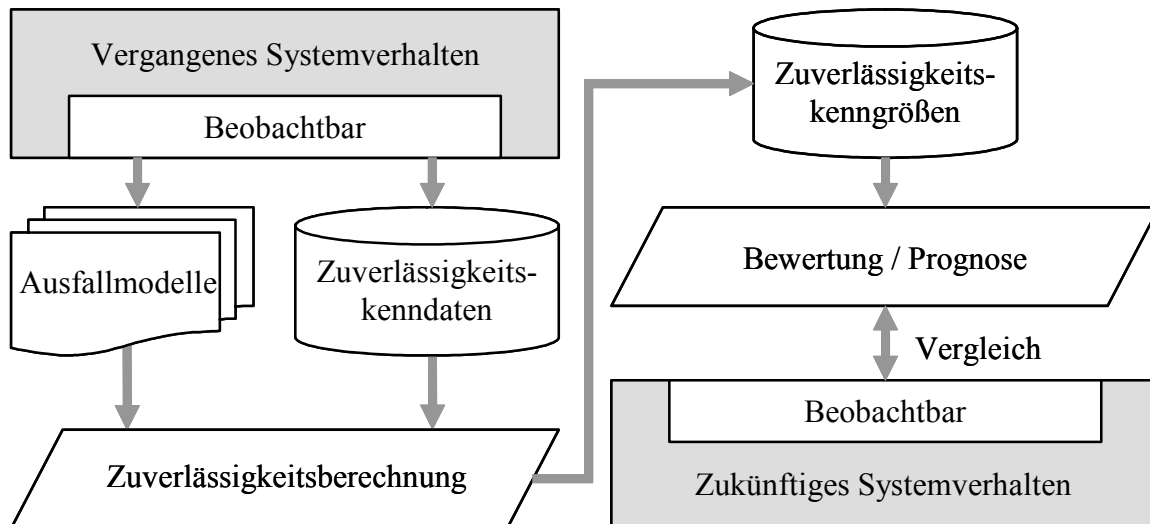 Vergangenes Systemverhalten
Beobachtbar
Ausfallmodelle
Zuverlässigkeits-
kenndaten
Zuverlässigkeitsberechnung
Zuverlässigkeits-
kenngrößen
Bewertung / Prognose
Vergleich
Beobachtbar
Zukünftiges Systemverhalten